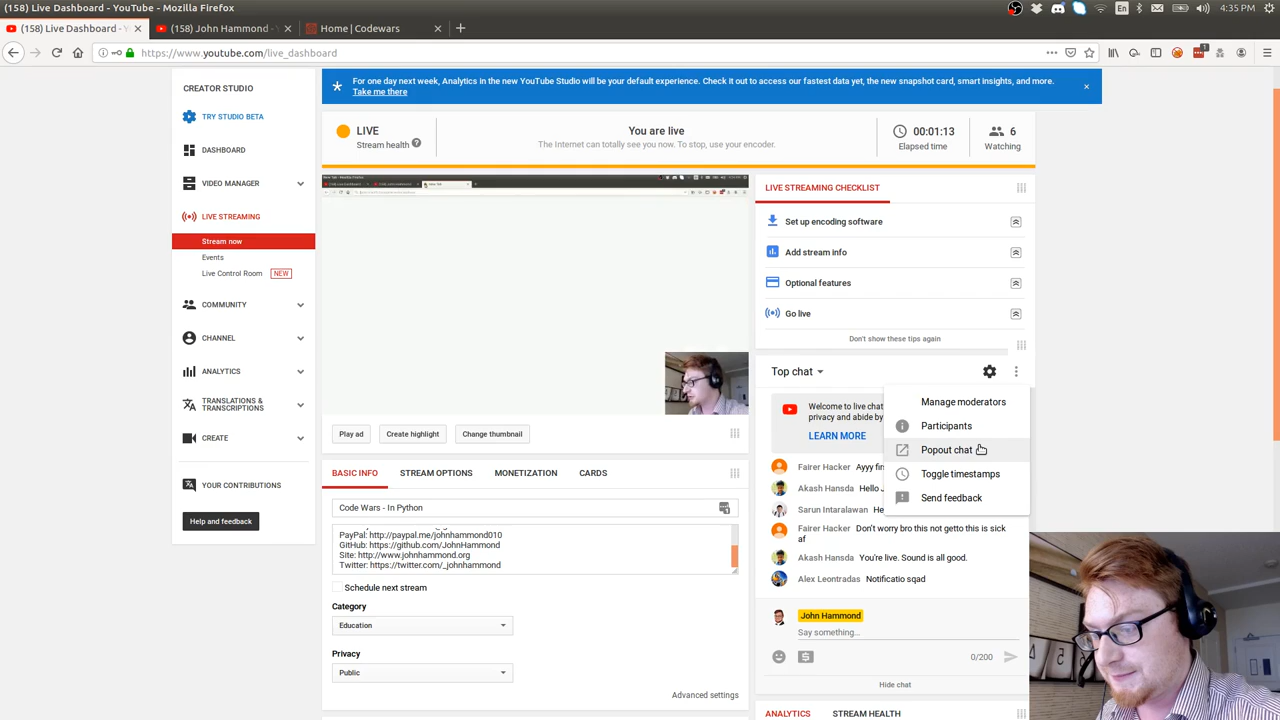 (158) Live Dashboard - YouTube - Mozilla Firefox
En
4:35 PM
(158) Live Dashboard - Y
(158) John Hammond - Y
Home | Codewars
https://www.youtube.com/live_dashboard
1
CREATOR STUDIO
TRY STUDIO BETA
DASHBOARD
VIDEO MANAGER
LIVE STREAMING
Stream now
Events
Live Control Room NEW
COMMUNITY
CHANNEL
ANALYTICS
TRANSLATIONS &
TRANSCRIPTIONS
CREATE
YOUR CONTRIBUTIONS
Help and feedback
For one day next week, Analytics in the new YouTube Studio will be your default experience. Check it out to access our fastest data yet, the new snapshot card, smart insights, and more.
Take me there
LIVE
Stream health
You are live
The Internet can totally see you now. To stop, use your encoder.
00:01:13
Elapsed time
6
Watching
Play ad
Create highlight
Change thumbnail
BASIC INFO
STREAM OPTIONS
MONETIZATION
CARDS
Code Wars - In Python
PayPal: http://paypal.me/johnhammond010
GitHub: https://github.com/JohnHammond
Site: http://www.johnhammond.org
Twitter: https://twitter.com/_johnhammond
Schedule next stream
Category
Education
Privacy
Public
Advanced settings
LIVE STREAMING CHECKLIST
Set up encoding software
Add stream info
Optional features
Go live
Don't show these tips again
Top chat
Manage moderators
Participants
Popout chat
Toggle timestamps
Send feedback
Welcome to live chat
privacy and abide by
LEARN MORE
Fairer Hacker Ayyy fir
Akash Hansda Hello J
Sarun Intaralawan He
Fairer Hacker Don't worry bro this not getto this is sick
af
Akash Hansda You're live. Sound is all good.
Alex Leontradas Notificatio sqad
John Hammond
Say something...
0/200
Hide chat
ANALYTICS
STREAM HEALTH